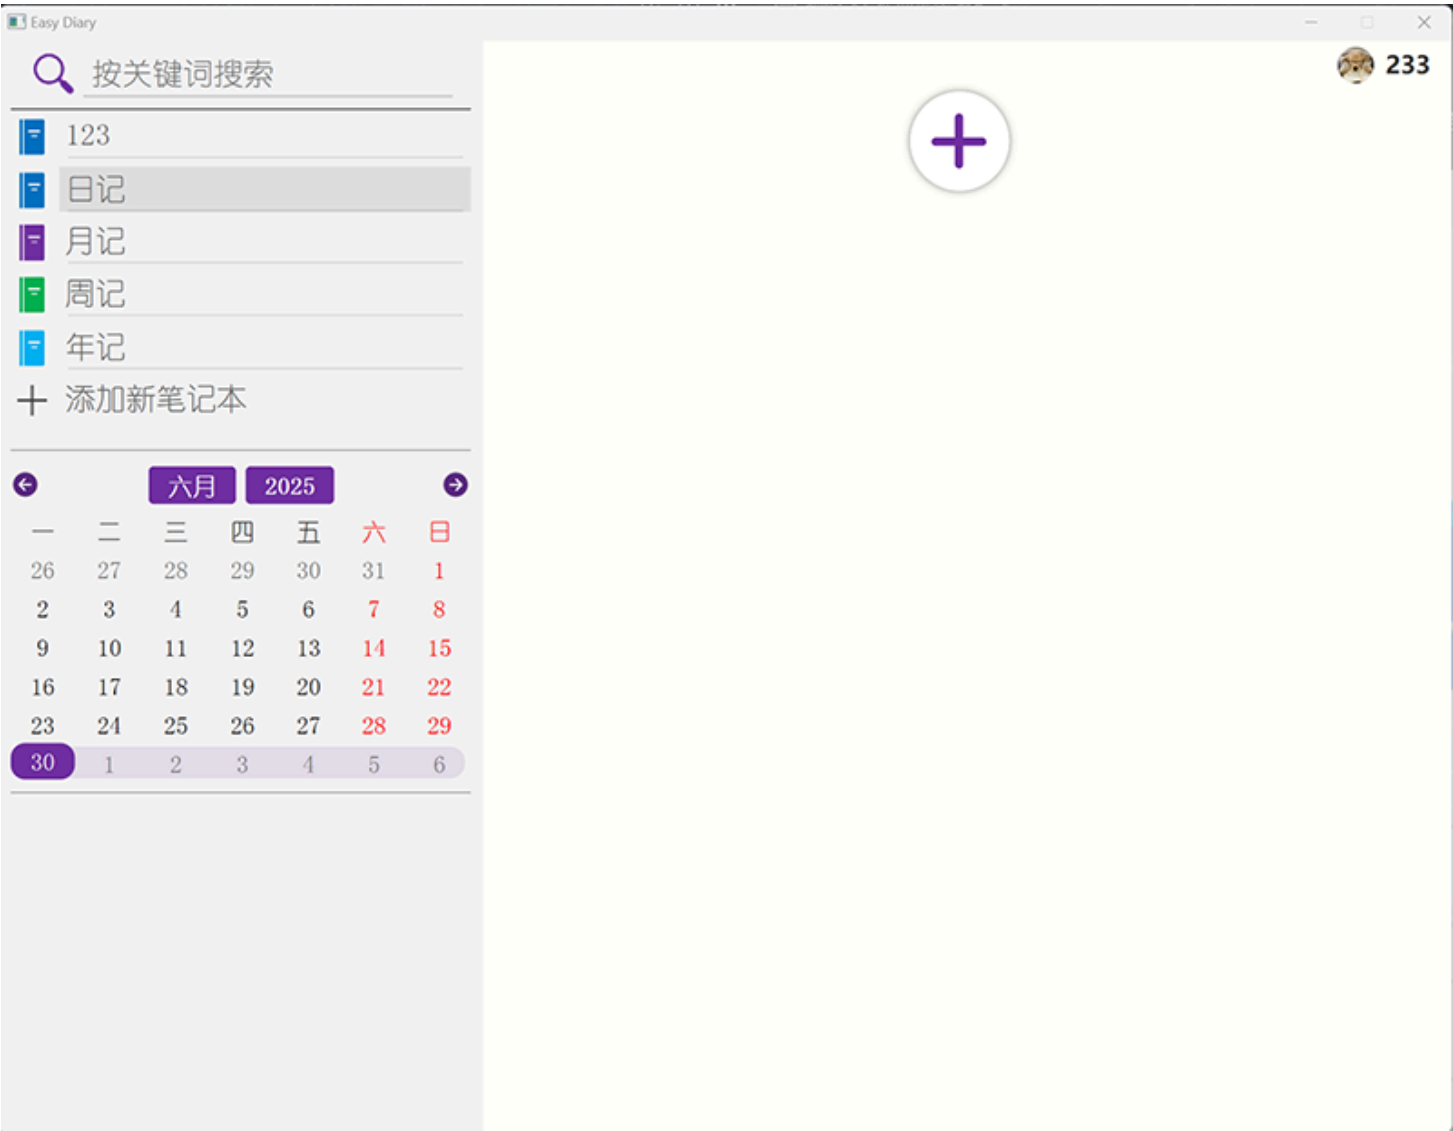 Easy Diary
233
按关键词搜索
123
日记
月记
周记
年记
添加新笔记本
六月 2025
一 二 三 四 五 六 日
26 27 28 29 30 31 1
2 3 4 5 6 7 8
9 10 11 12 13 14 15
16 17 18 19 20 21 22
23 24 25 26 27 28 29
30 1 2 3 4 5 6